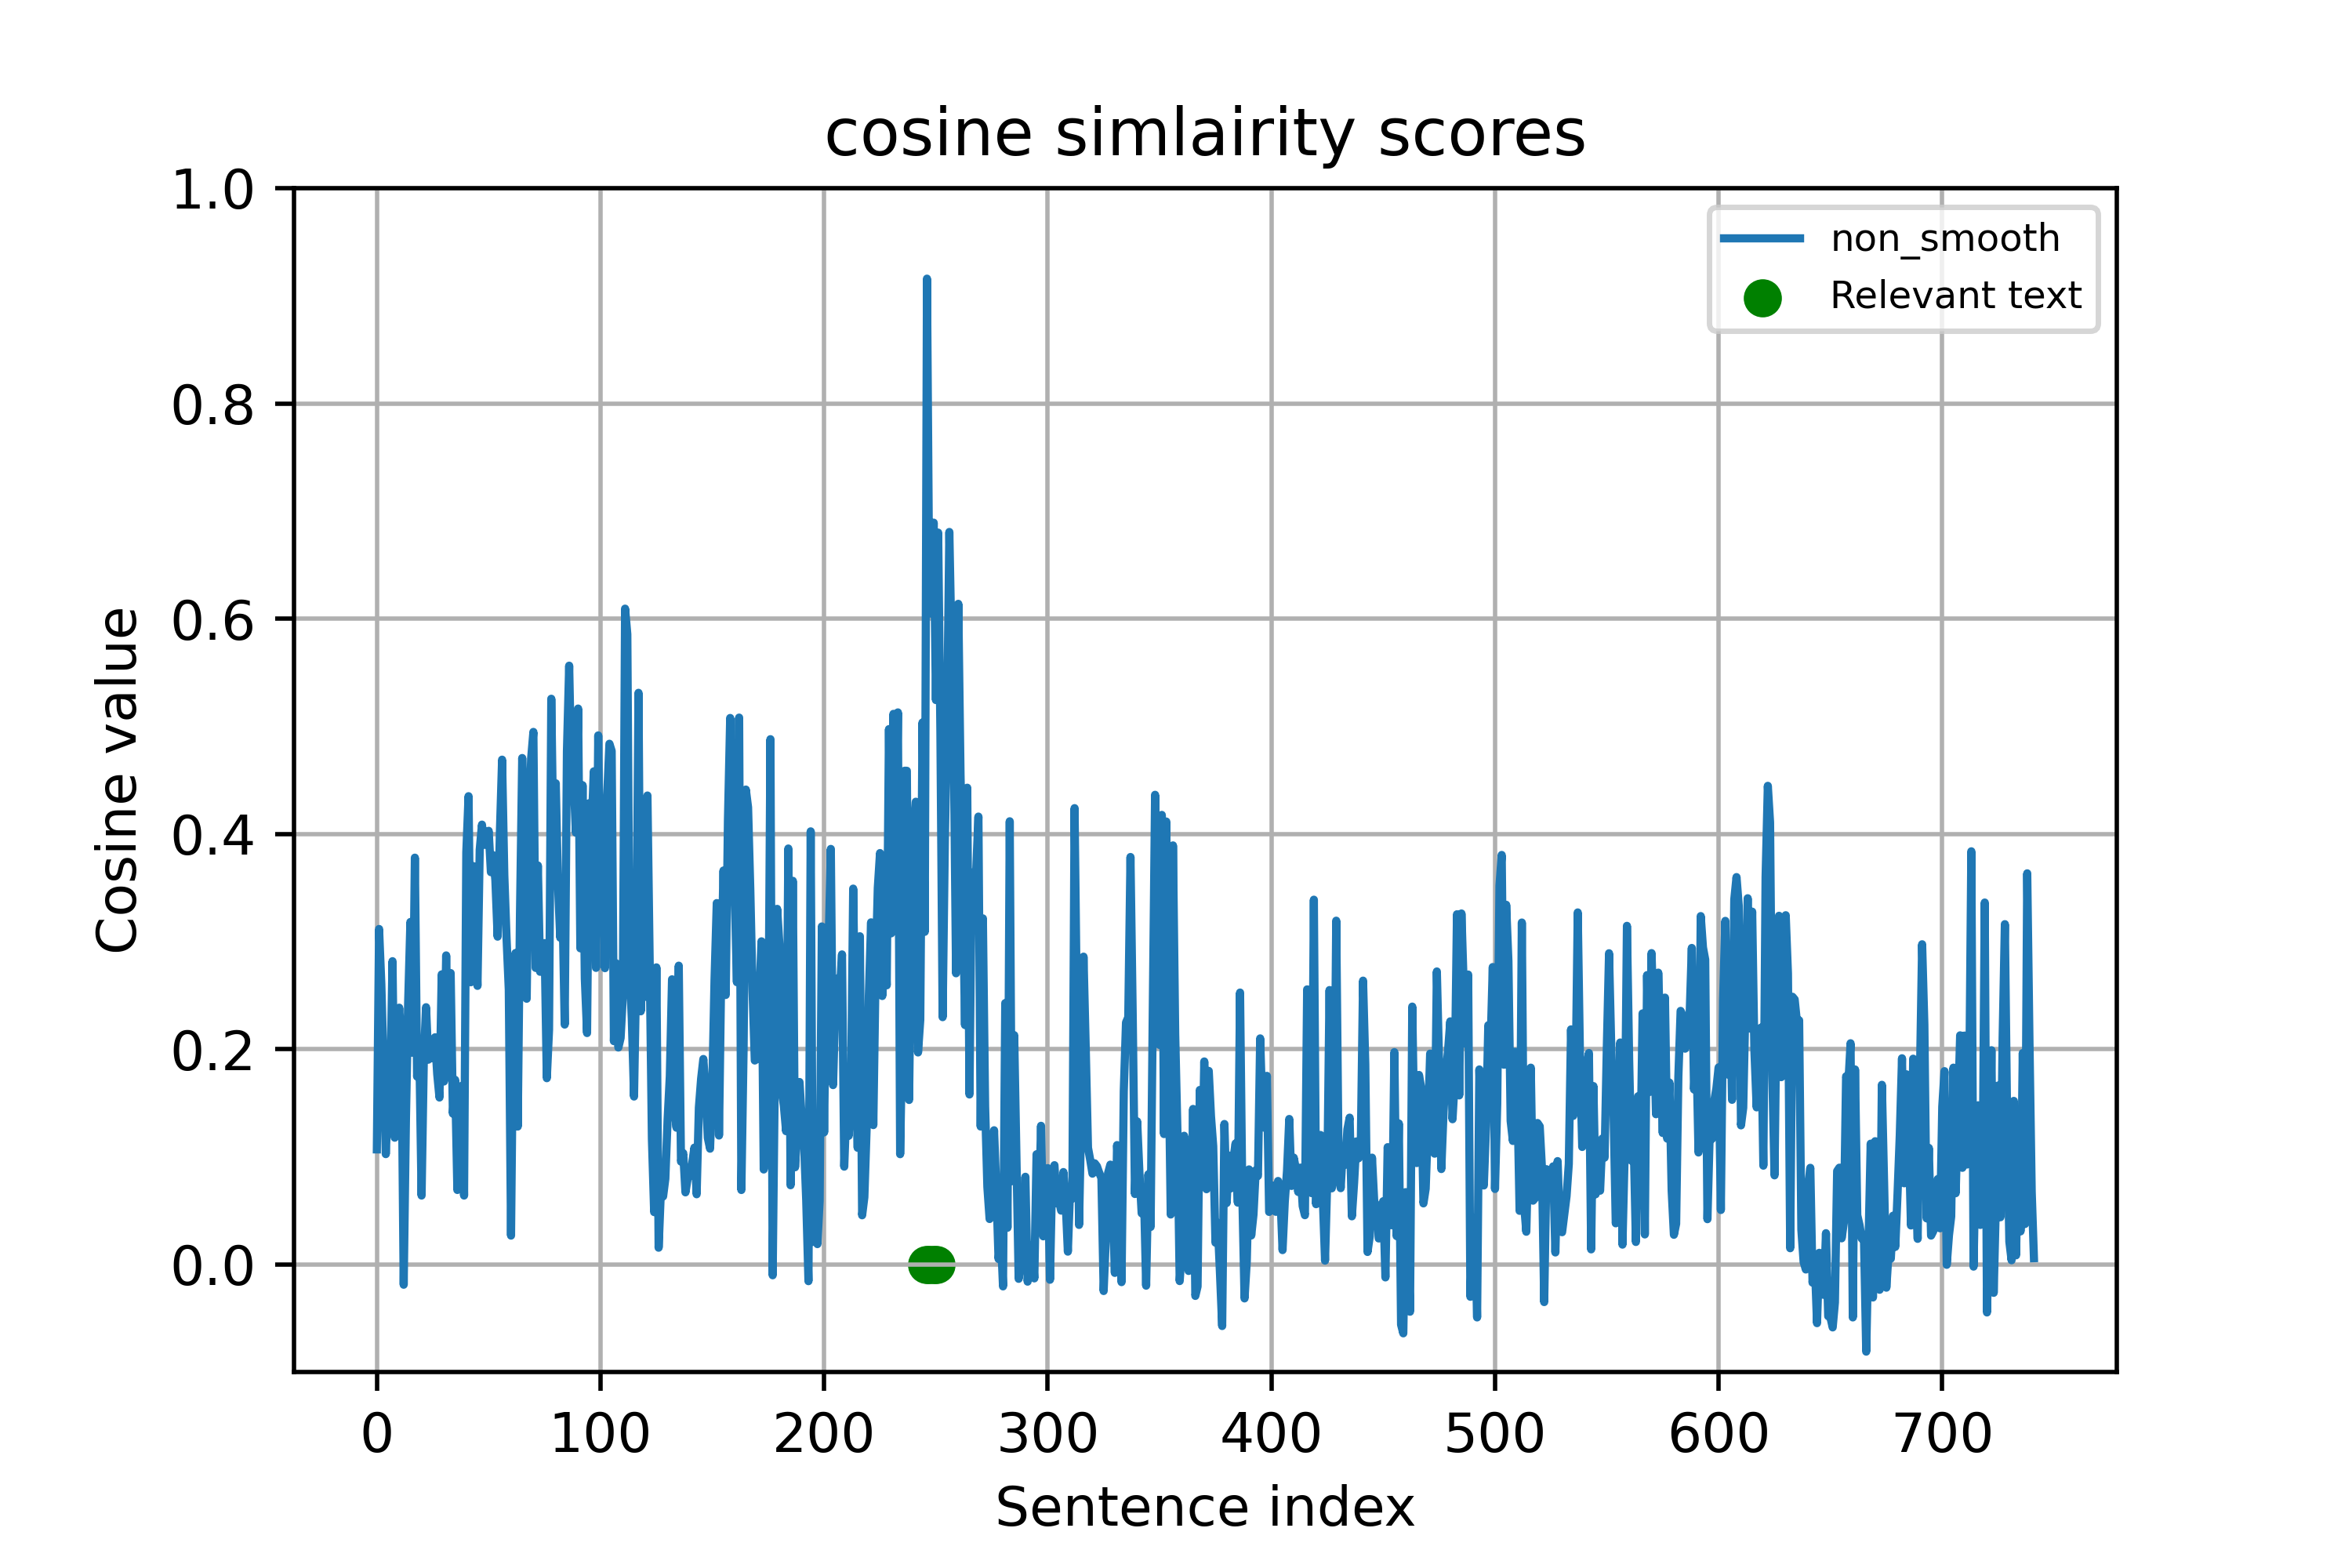 cosine simlairity scores
1.0
0.8
0.6
0.4
0.2
0.0
Cosine value
non_smooth
Relevant text
0 100 200 300 400 500 600 700
Sentence index